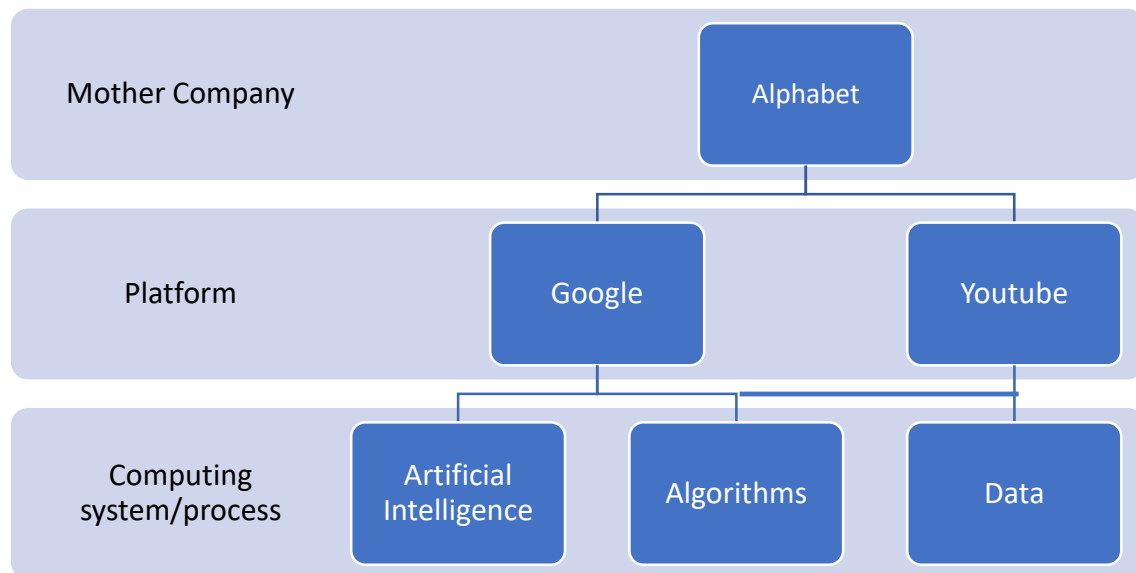 Mother Company
Alphabet
Platform
Google
Youtube
Computing
system/process
Artificial
Intelligence
Algorithms
Data